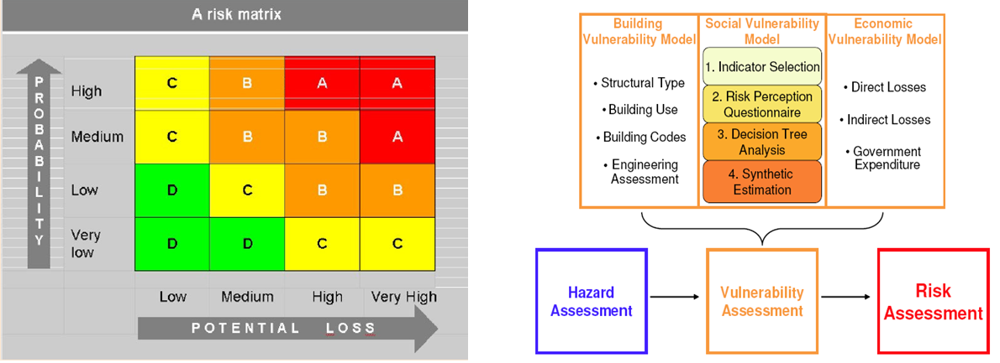 A risk matrix
PROBABILITY
High
C B A A
Medium
C B B A
Low
D C B B
Very
low
D D C C
Low Medium High Very High
POTENTIAL LOSS
Building
Vulnerability Model
• Structural Type
• Building Use
• Building Codes
• Engineering
Assessment
Social Vulnerability
Model
1. Indicator Selection
2. Risk Perception
Questionnaire
3. Decision Tree
Analysis
4. Synthetic
Estimation
Economic
Vulnerability Model
• Direct Losses
• Indirect Losses
• Government
Expenditure
Hazard
Assessment
Vulnerability
Assessment
Risk
Assessment